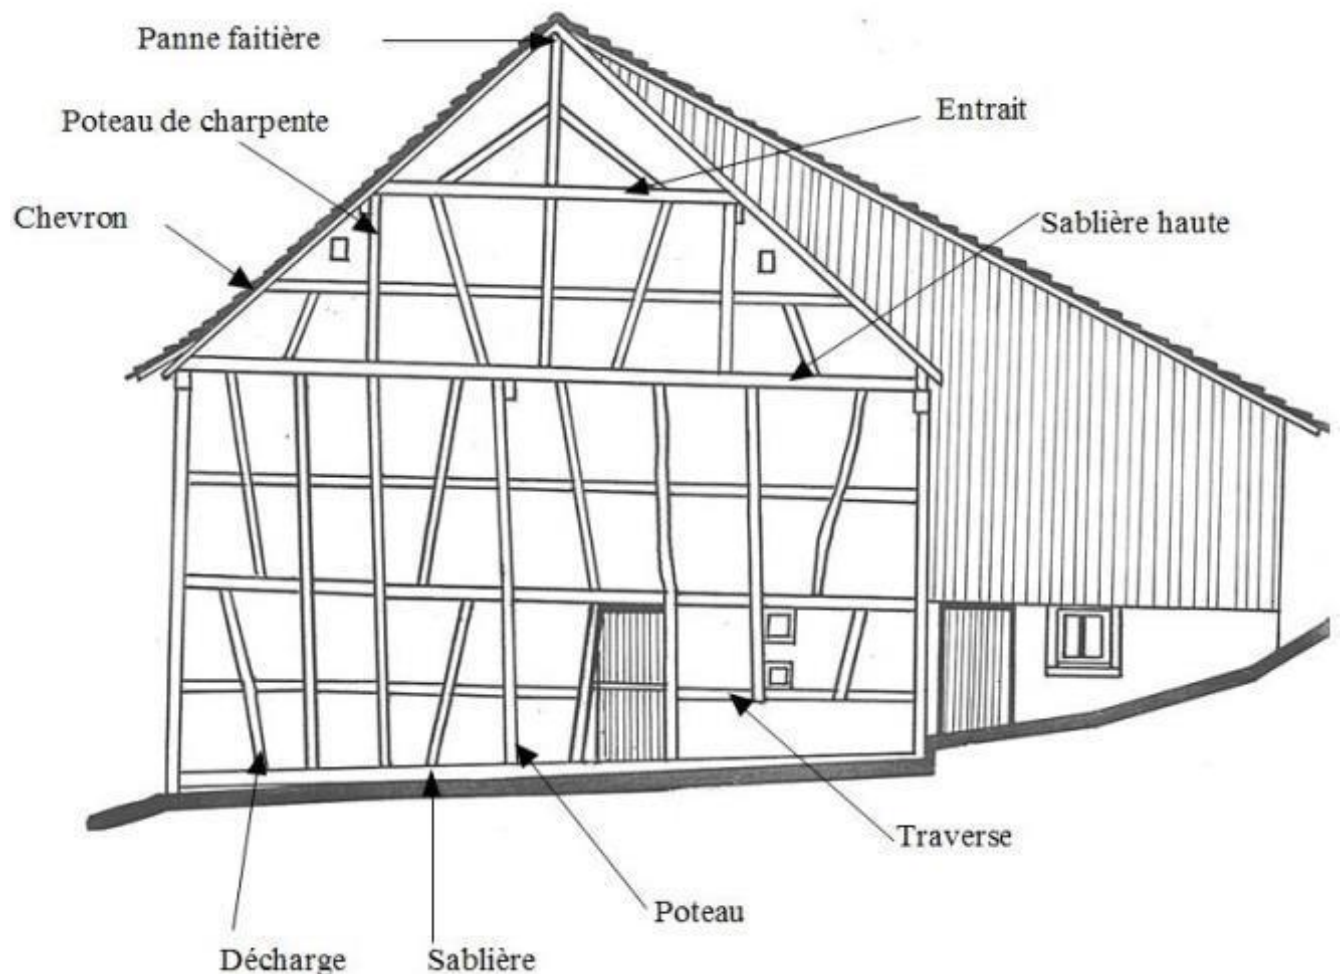 Panne faitière
Poteau de charpente
Entrait
Chevron
Sablière haute
Traverse
Poteau
Décharge
Sablière